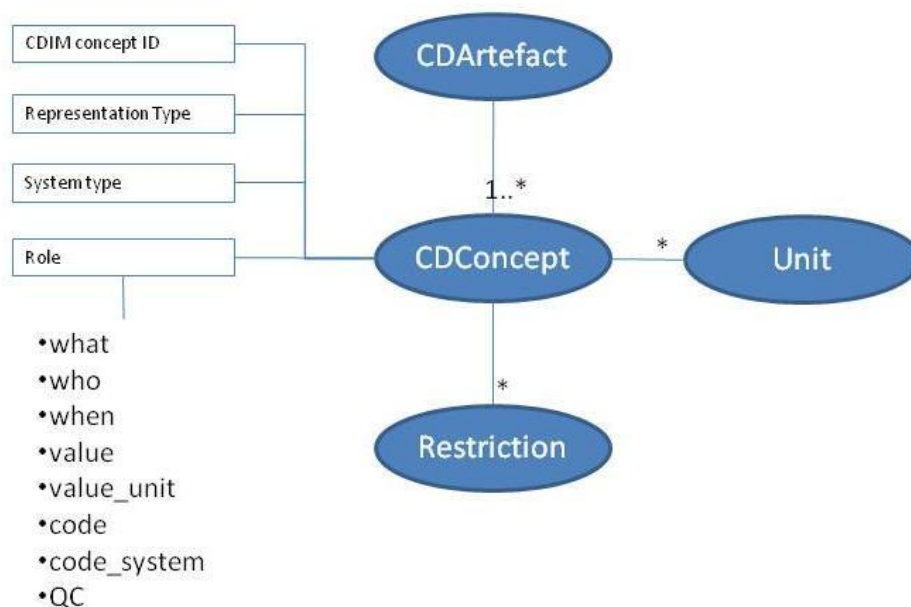 CDIM concept ID
Representation Type
System type
Role
•what
•who
•when
•value
•value_unit
•code
•code_system
•QC
CDArtefact
1..*
CDConcept
*
Unit
*
Restriction